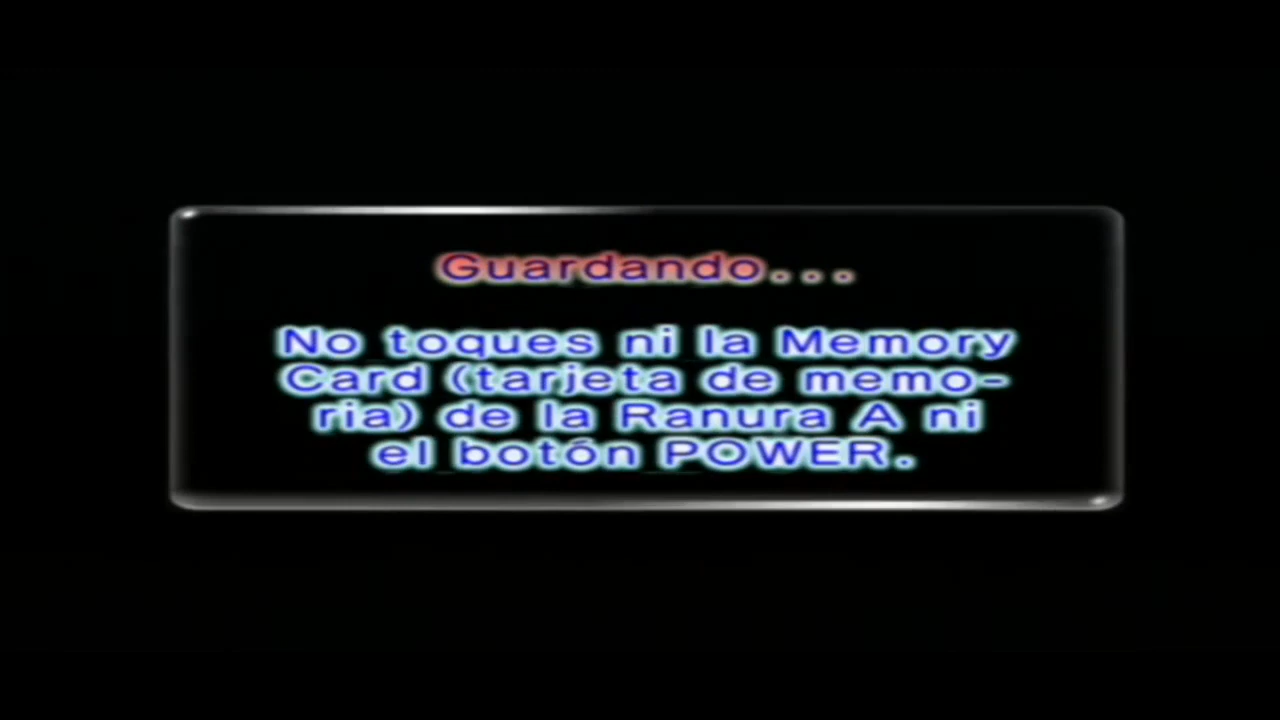 Guardando...
No toques ni la Memory
Card (tarjeta de memo-
ria) de la Ranura A ni
el botón POWER.